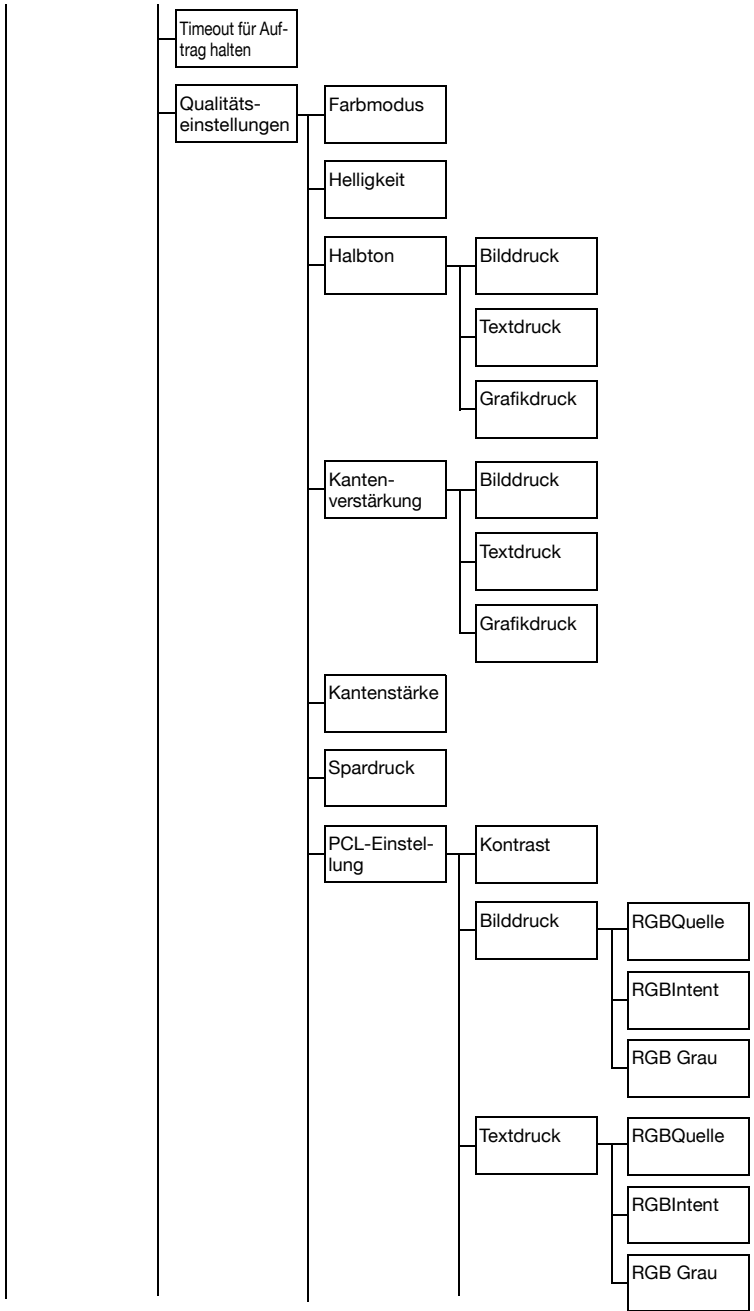 Timeout für Auf-
trag halten
Qualitäts-
einstellungen
Farbmodus
Helligkeit
Halbton
Bilddruck
Textdruck
Grafikdruck
Kanten-
verstärkung
Bilddruck
Textdruck
Grafikdruck
Kantenstärke
Spardruck
PCL-Einstel-
lung
Kontrast
Bilddruck
RGBQuelle
RGBIntent
RGB Grau
Textdruck
RGBQuelle
RGBIntent
RGB Grau